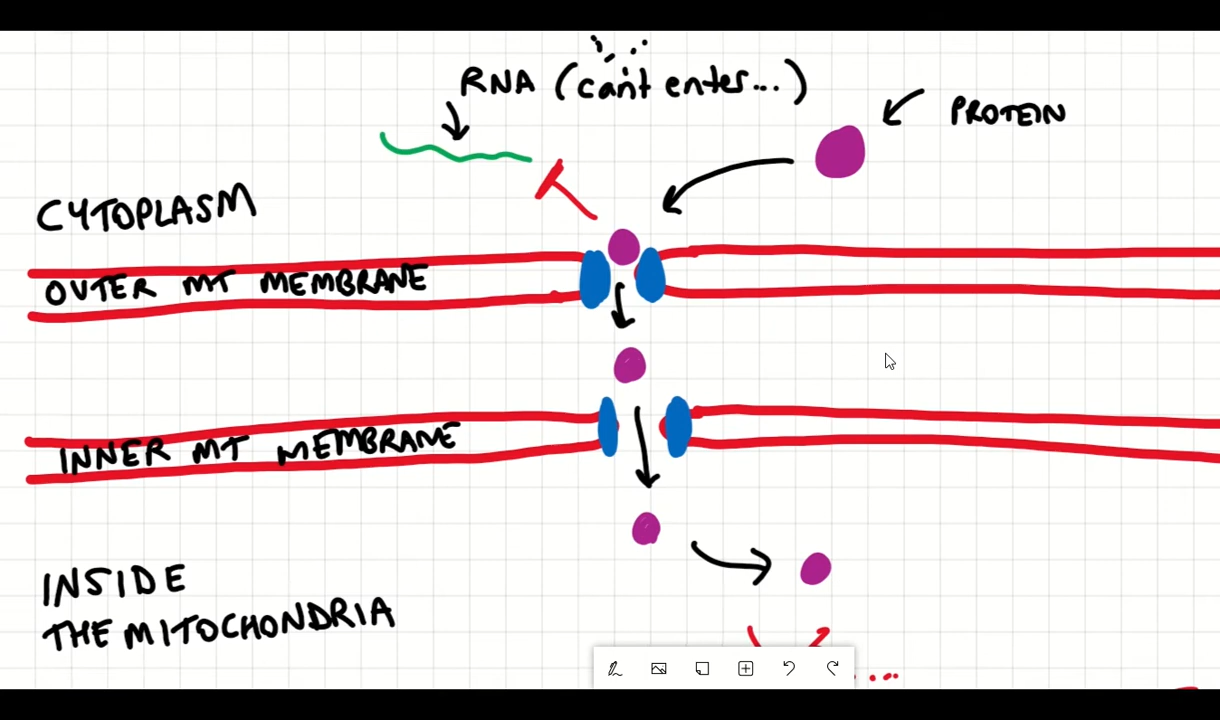 RNA (can't enter...)
PROTEIN
CYTOPLASM
OUTER MT MEMBRANE
INNER MT MEMBRANE
INSIDE
THE MITOCHONDRIA